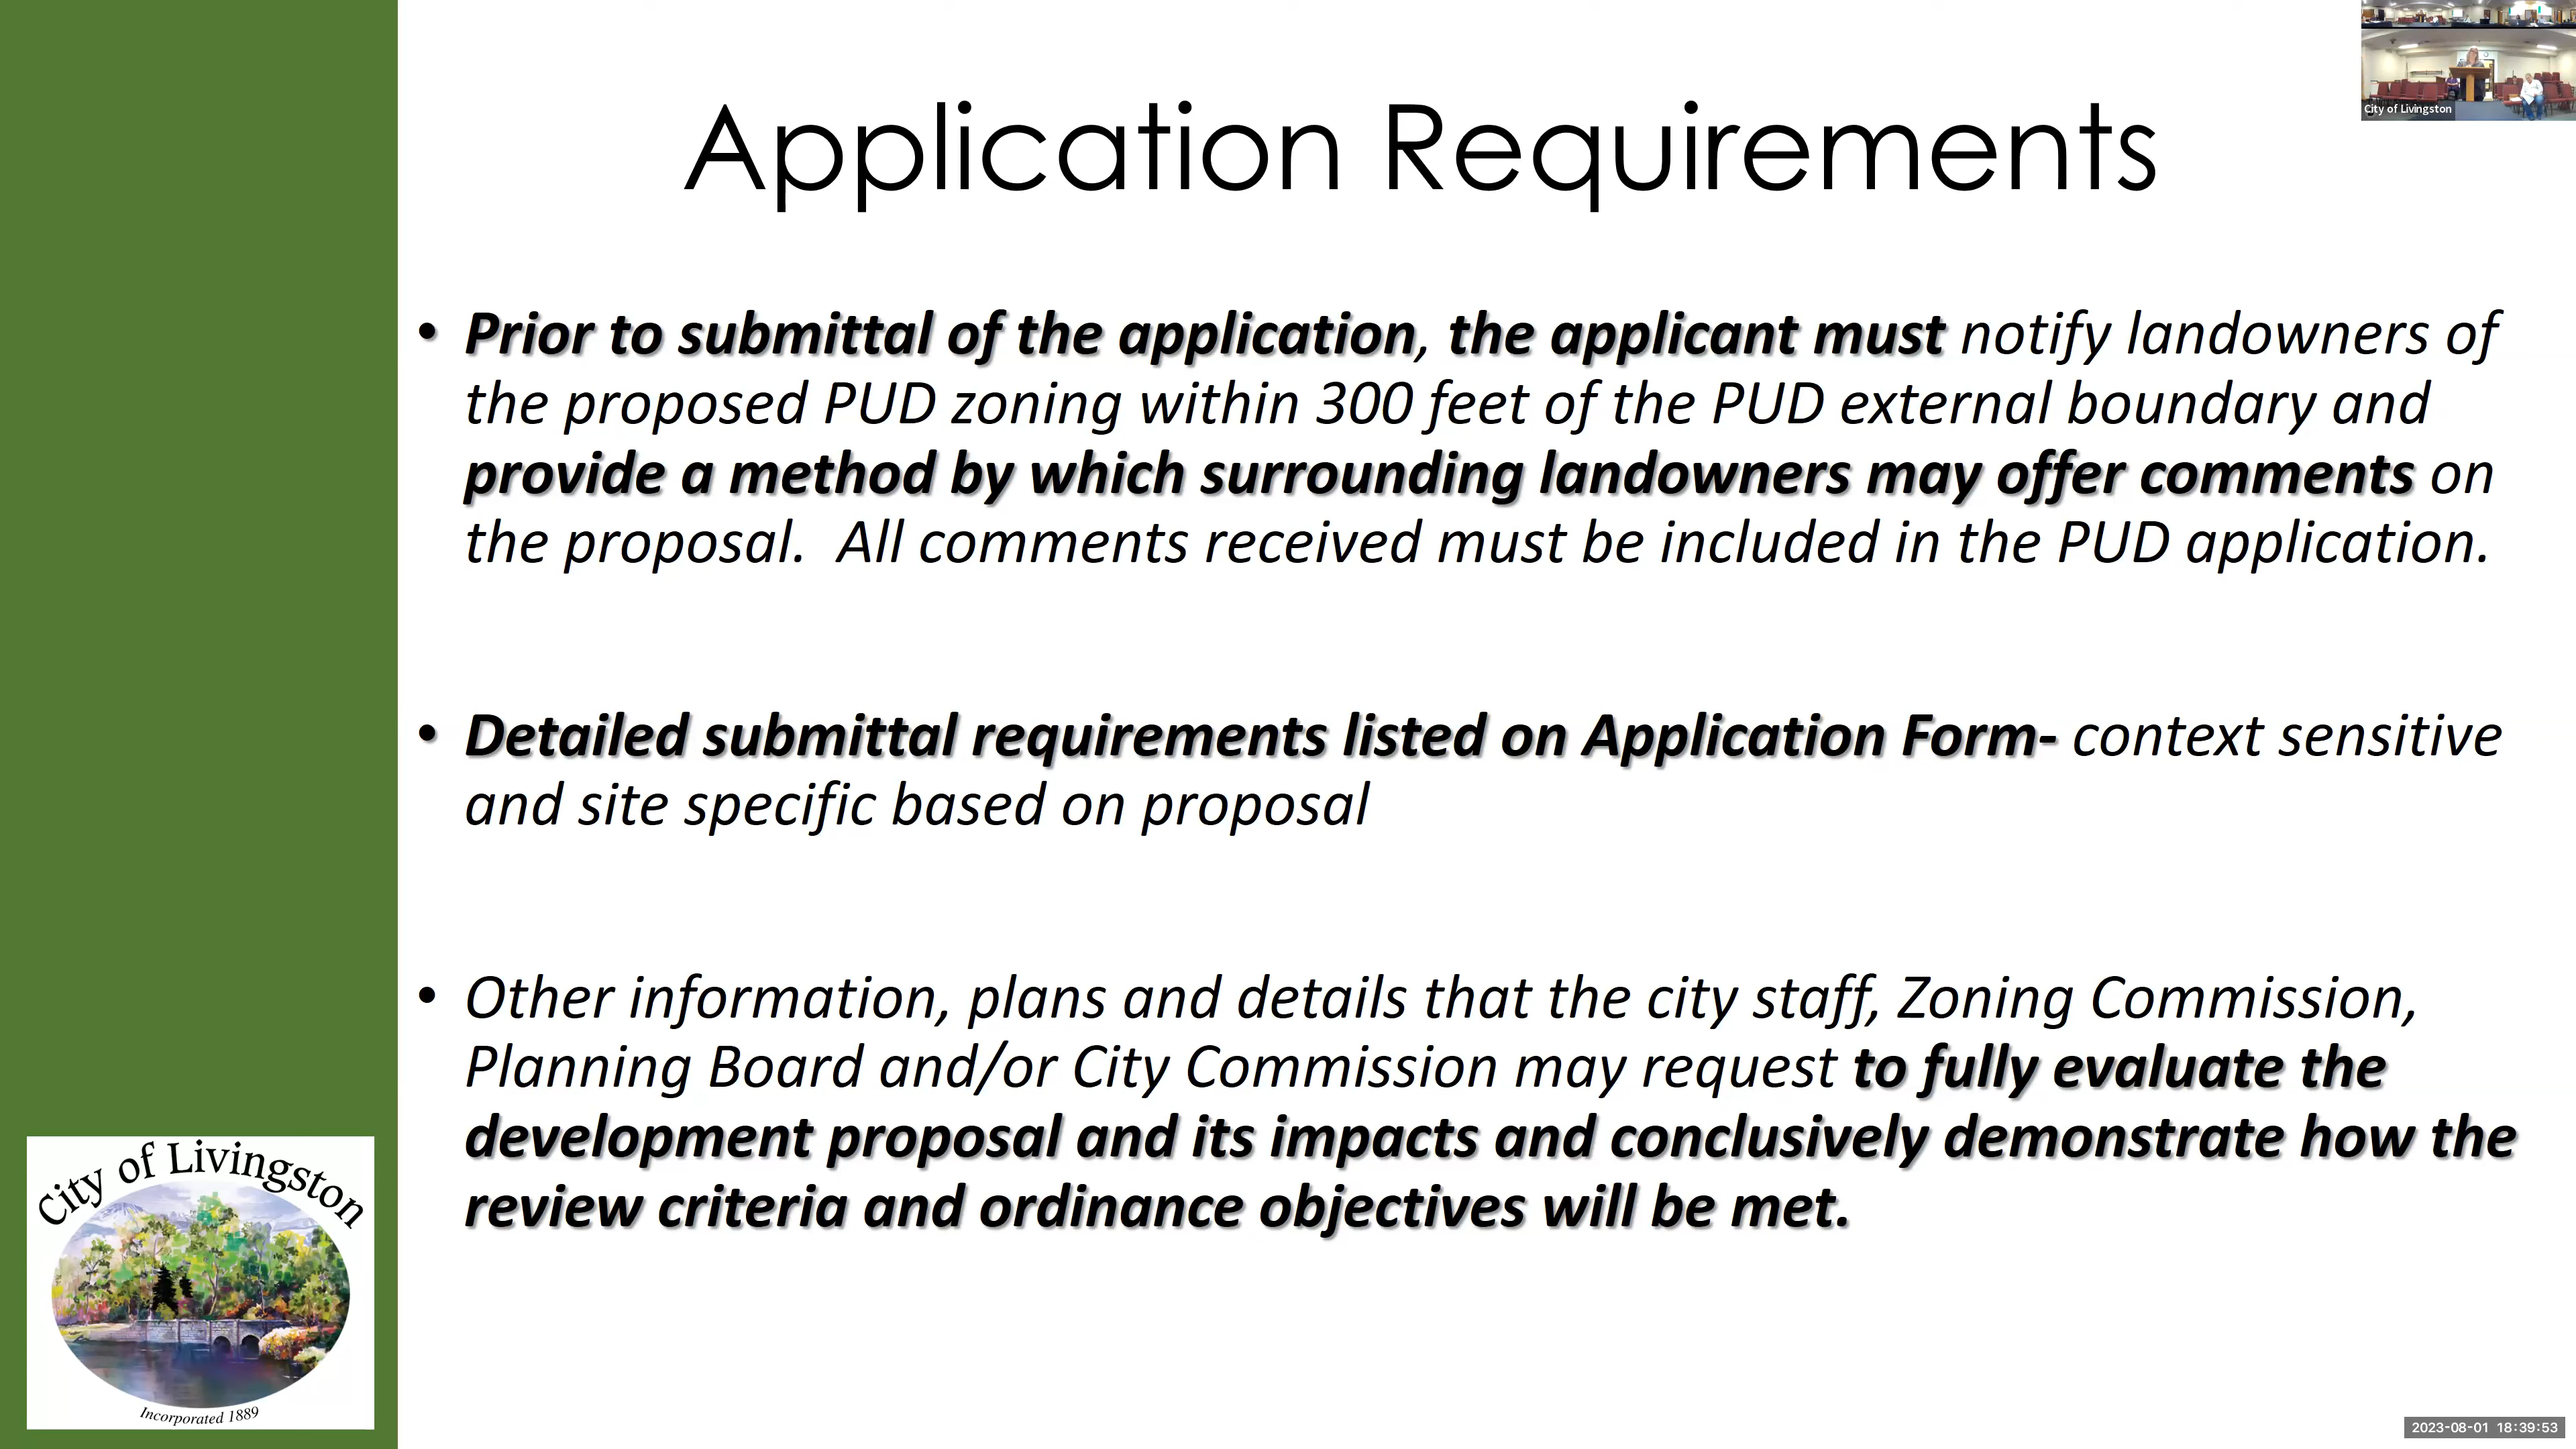 City of Livingston
Application Requirements
• Prior to submittal of the application, the applicant must notify landowners of
the proposed PUD zoning within 300 feet of the PUD external boundary and
provide a method by which surrounding landowners may offer comments on
the proposal.  All comments received must be included in the PUD application.
• Detailed submittal requirements listed on Application Form- context sensitive
and site specific based on proposal
• Other information, plans and details that the city staff, Zoning Commission,
Planning Board and/or City Commission may request to fully evaluate the
development proposal and its impacts and conclusively demonstrate how the
review criteria and ordinance objectives will be met.
City of Livingston
Incorporated 1889
2023-08-01 18:39:53